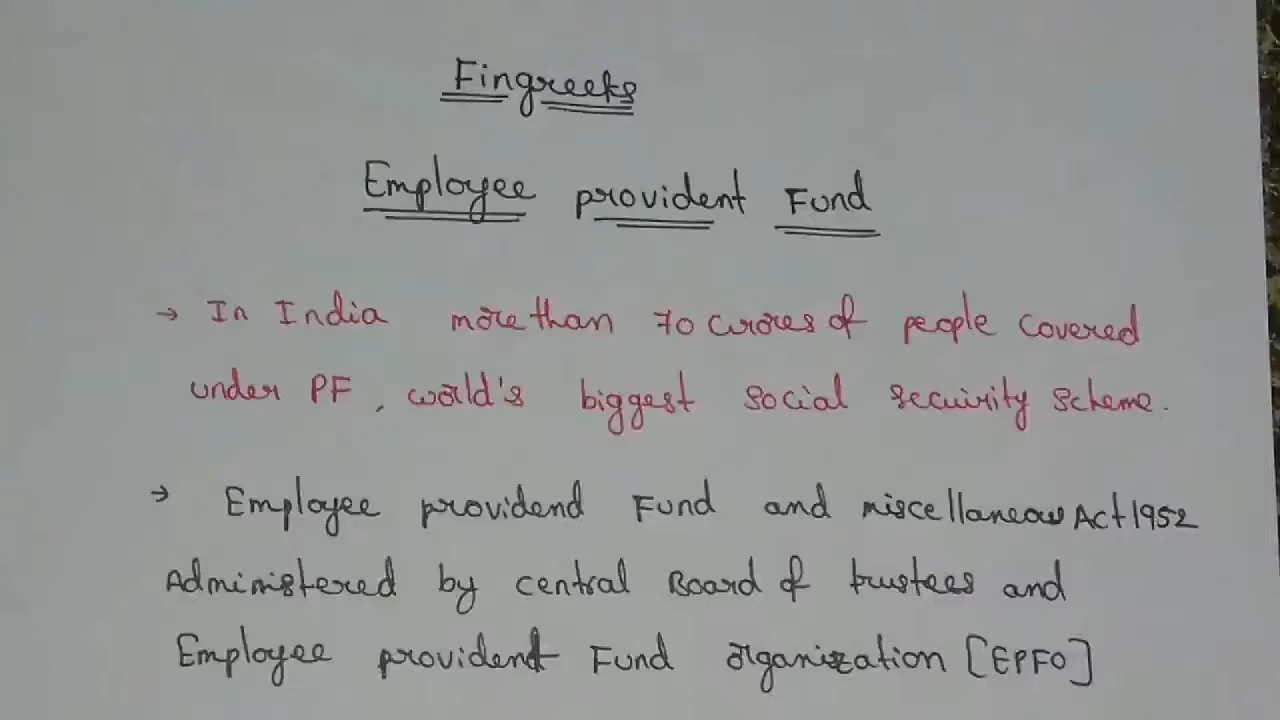 Fingreeks
Employee provident Fund
→ In India more than 70 crores of people covered
under PF, world's biggest social secuirity scheme.
→ Employee providend Fund and miscellaneous Act 1952
Administered by central Board of trustees and
Employee provident Fund organization [EPFO]